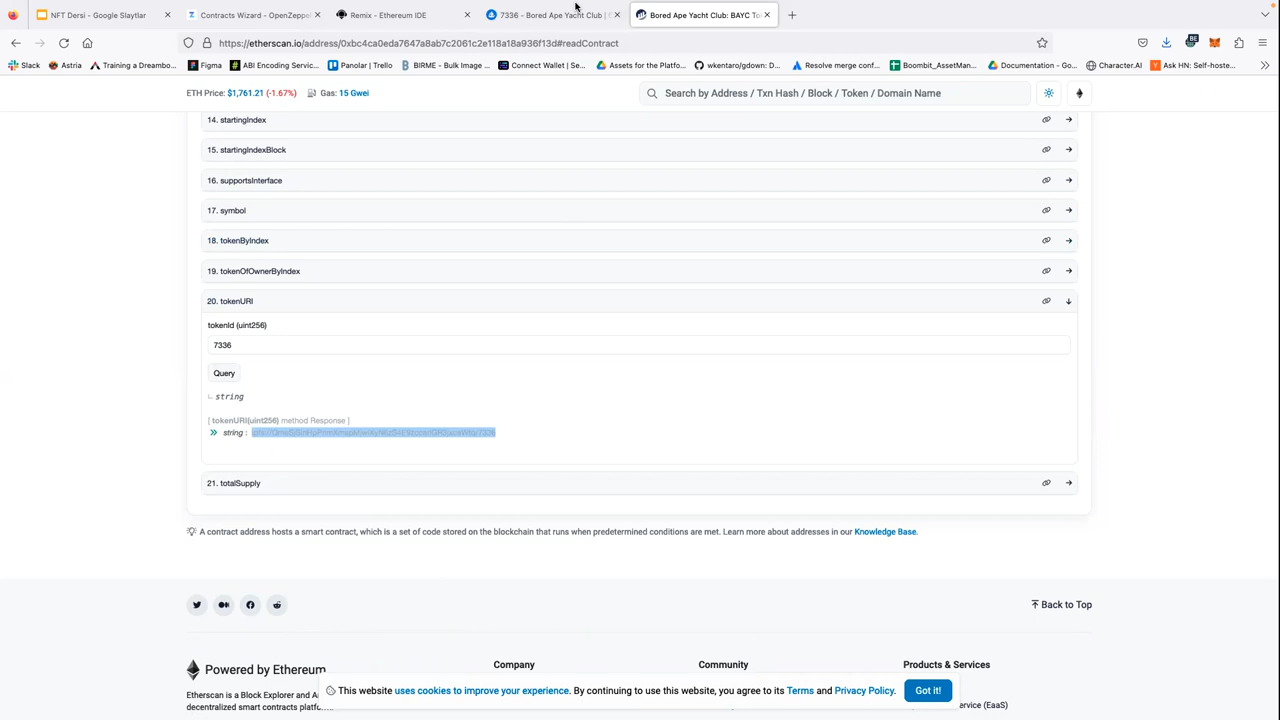 NFT Dersi - Google Slaytlar
Contracts Wizard - OpenZeppel
Remix - Ethereum IDE
7336 - Bored Ape Yacht Club | O
Bored Ape Yacht Club: BAYC To
https://etherscan.io/address/0xbc4ca0eda7647a8ab7c2061c2e118a18a936f13d#readContract
Slack Astria Training a Dreambo... Figma ABI Encoding Servic... Panolar | Trello BIRME - Bulk Image ... Connect Wallet | Se... Assets for the Platfo... wkentaro/gdown: D... Resolve merge conf... Boombit_AssetMan... Documentation - Go... Character.AI Ask HN: Self-hoste...
ETH Price: $1,761.21 (-1.67%) Gas: 15 Gwei
Search by Address / Txn Hash / Block / Token / Domain Name
14. startingIndex
15. startingIndexBlock
16. supportsInterface
17. symbol
18. tokenByIndex
19. tokenOfOwnerByIndex
20. tokenURI
tokenId (uint256)
7336
Query
string
[ tokenURI(uint256) method Response ]
string :
21. totalSupply
A contract address hosts a smart contract, which is a set of code stored on the blockchain that runs when predetermined conditions are met. Learn more about addresses in our Knowledge Base.
Back to Top
Powered by Ethereum
Company
Community
Products & Services
Etherscan is a Block Explorer and
decentralized smart contracts
This website uses cookies to improve your experience. By continuing to use this website, you agree to its Terms and Privacy Policy.
Got it!
Service (EaaS)